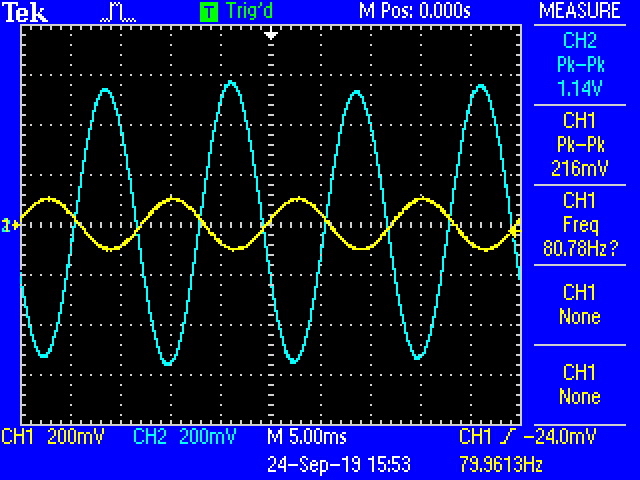 Tek T Trig'd M Pos: 0.000s MEASURE
CH2
Pk-Pk
1.14V
CH1
Pk-Pk
216mV
CH1
Freq
80.78Hz?
CH1
None
CH1
None
CH1 200mV CH2 200mV M 5.00ms CH1 -24.0mV
24-Sep-19 15:53 79.9613Hz